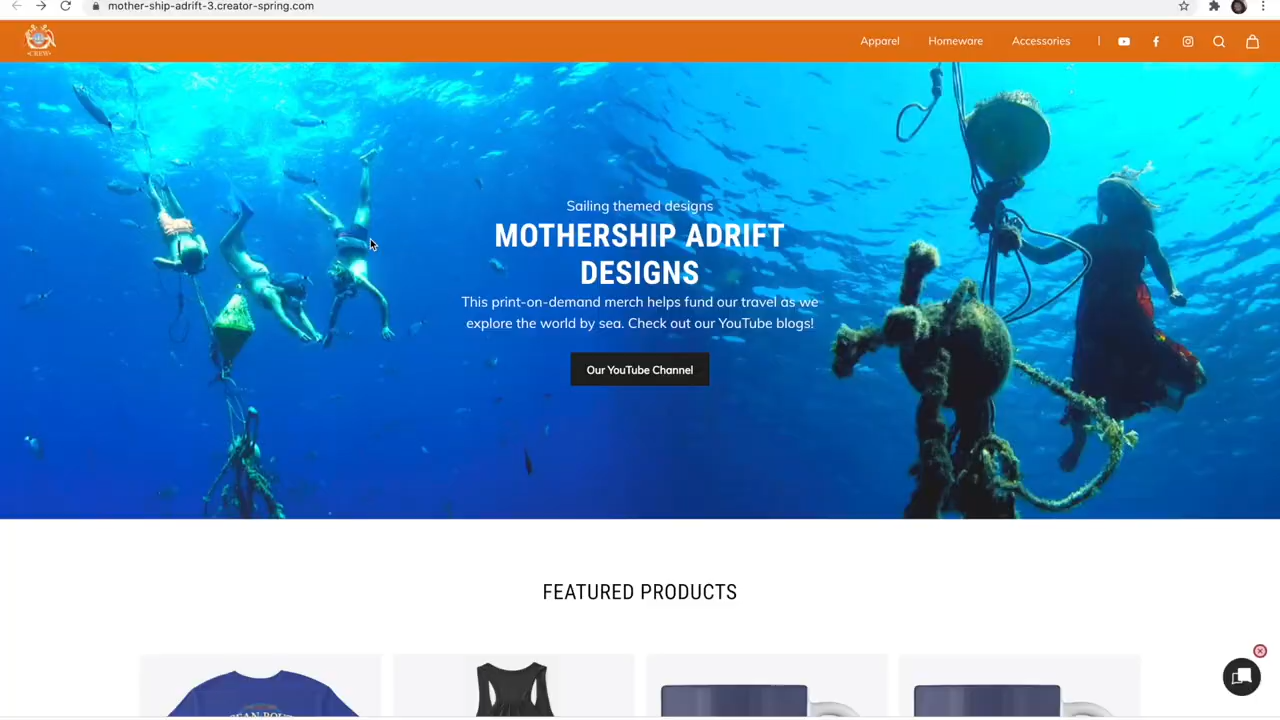 mother-ship-adrift-3.creator-spring.com
CREW
Apparel
Homeware
Accessories
Sailing themed designs
MOTHERSHIP ADRIFT
DESIGNS
This print-on-demand merch helps fund our travel as we
explore the world by sea. Check out our YouTube blogs!
Our YouTube Channel
FEATURED PRODUCTS